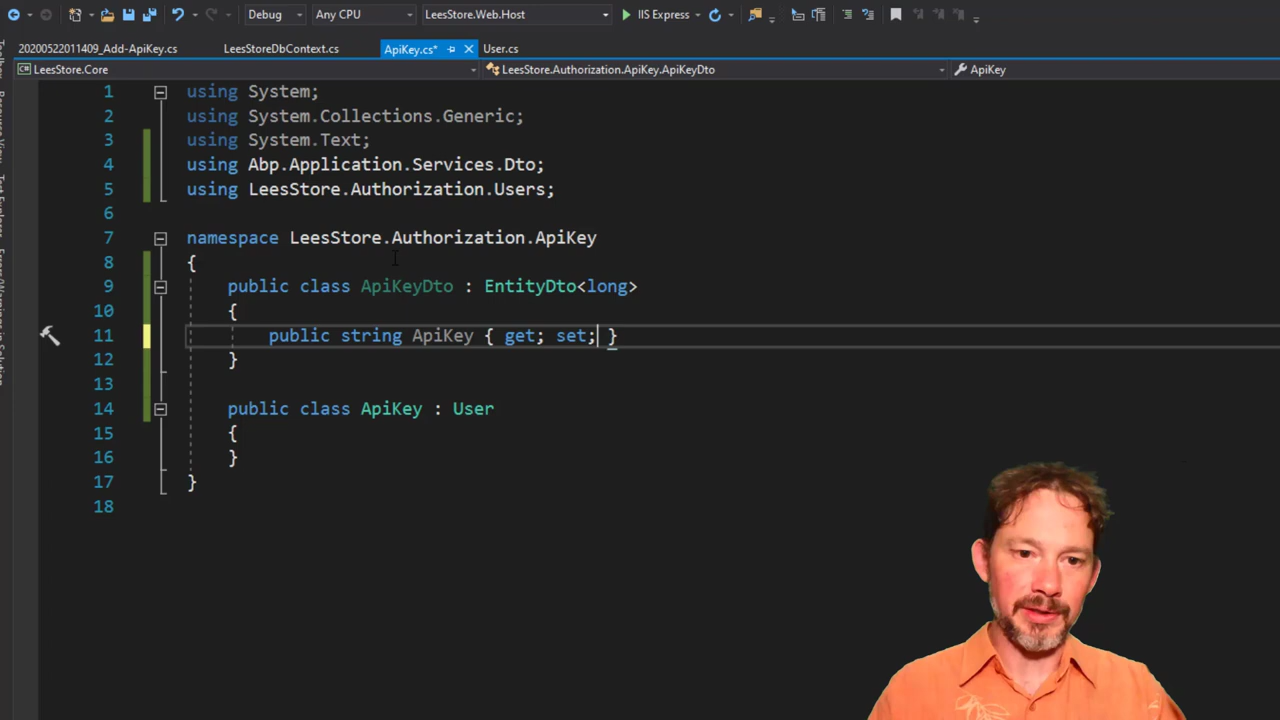 Debug
Any CPU
LeesStore.Web.Host
IIS Express
20200522011409_Add-ApiKey.cs
LeeStoreDbContext.cs
ApiKey.cs*
User.cs
LeesStore.Core
LeesStore.Authorization.ApiKey.ApiKeyDto
ApiKey
1 using System;
2 using System.Collections.Generic;
3 using System.Text;
4 using Abp.Application.Services.Dto;
5 using LeesStore.Authorization.Users;
6
7 namespace LeesStore.Authorization.ApiKey
8 {
9 public class ApiKeyDto : EntityDto<long>
10 {
11 public string ApiKey { get; set; }
12 }
13
14 public class ApiKey : User
15 {
16 }
17 }
18